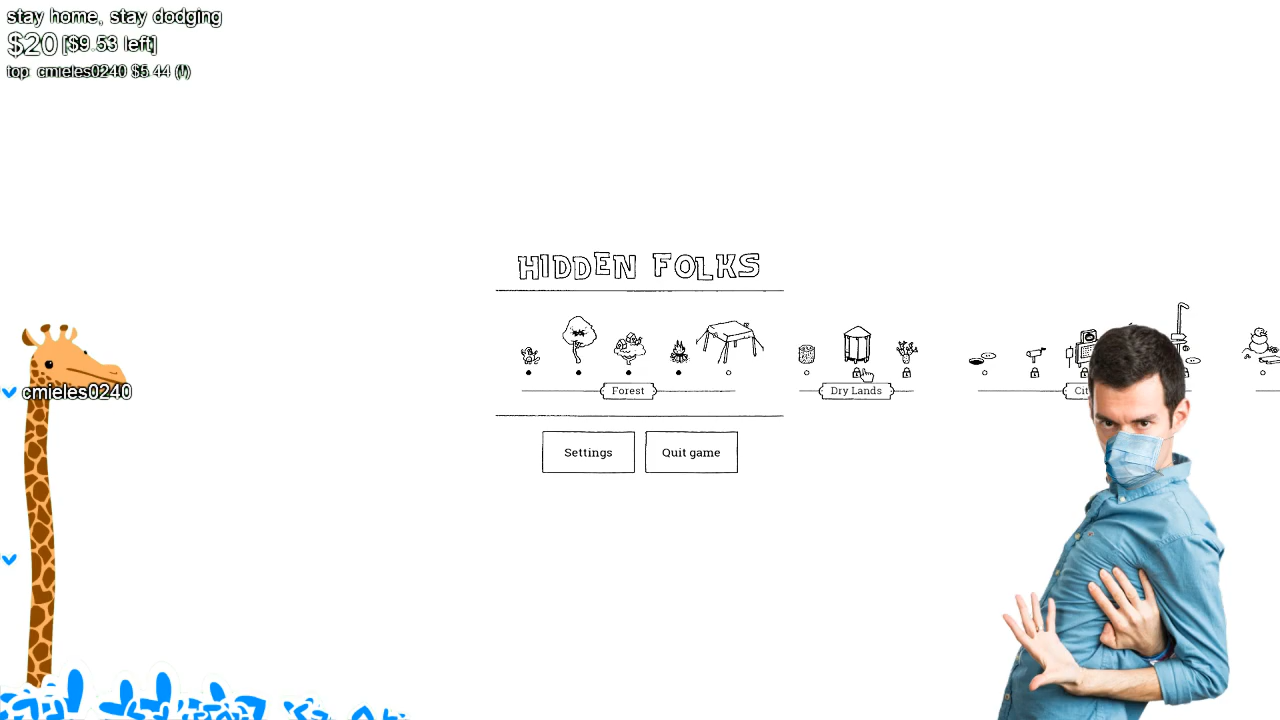 stay home, stay dodging
$20 [$9.53 left]
top: cmieles0240 $5.44 (!)
HIDDEN FOLKS
cmieles0240
Forest
Dry Lands
Settings
Quit game